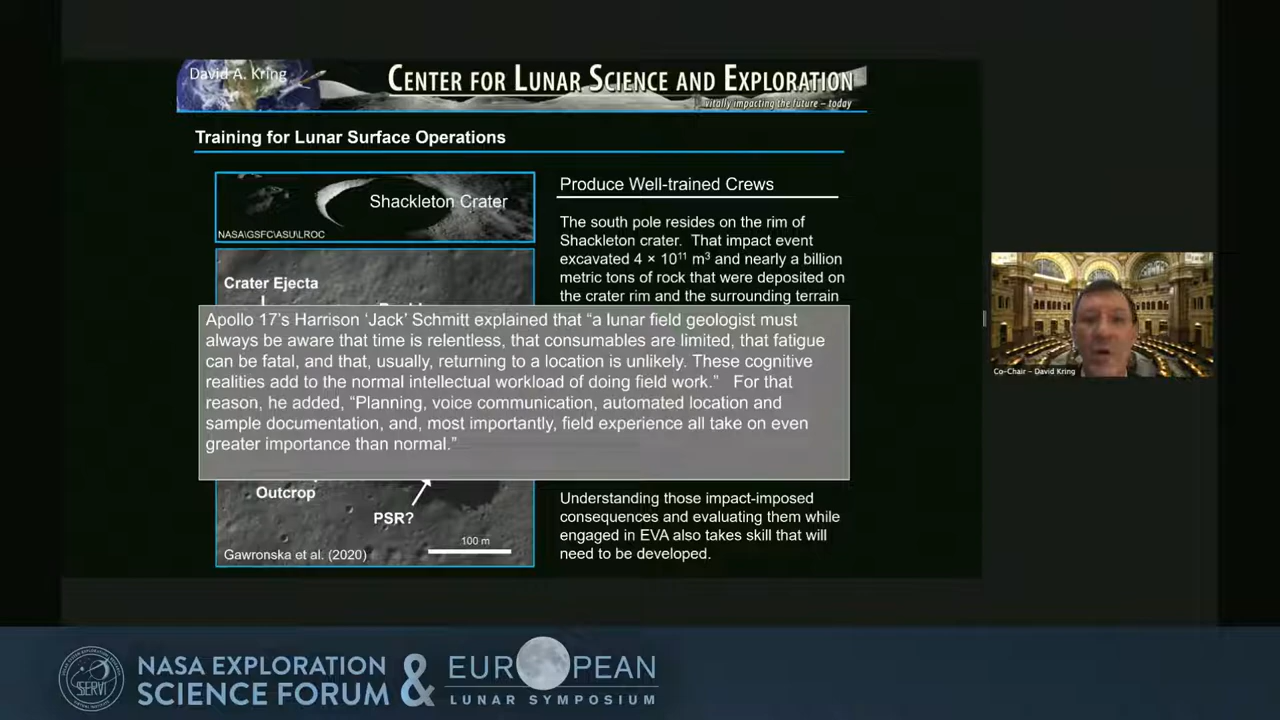 David A. Kring
CENTER FOR LUNAR SCIENCE AND EXPLORATION
vitally impacting the future – today
Training for Lunar Surface Operations
Shackleton Crater
NASA\GSFC\ASU\LROC
Crater Ejecta
Produce Well-trained Crews
The south pole resides on the rim of
Shackleton crater. That impact event
excavated 4 × 10¹¹ m³ and nearly a billion
metric tons of rock that were deposited on
the crater rim and the surrounding terrain
Apollo 17's Harrison 'Jack' Schmitt explained that "a lunar field geologist must
always be aware that time is relentless, that consumables are limited, that fatigue
can be fatal, and that, usually, returning to a location is unlikely. These cognitive
realities add to the normal intellectual workload of doing field work." For that
reason, he added, "Planning, voice communication, automated location and
sample documentation, and, most importantly, field experience all take on even
greater importance than normal."
Outcrop
PSR?
100 m
Gawronska et al. (2020)
Understanding those impact-imposed
consequences and evaluating them while
engaged in EVA also takes skill that will
need to be developed.
Co-Chair - David Kring
SSERVI
NASA EXPLORATION
SCIENCE FORUM
&
EUROPEAN
LUNAR SYMPOSIUM